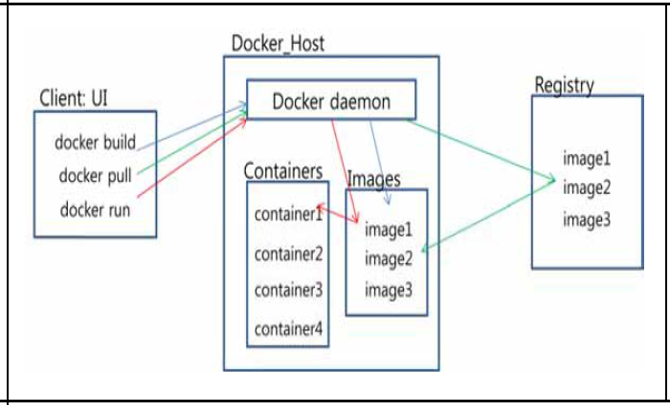 Docker_Host
Docker daemon
Client: UI
docker build
docker pull
docker run
Containers
container1
container2
container3
container4
Images
image1
image2
image3
Registry
image1
image2
image3